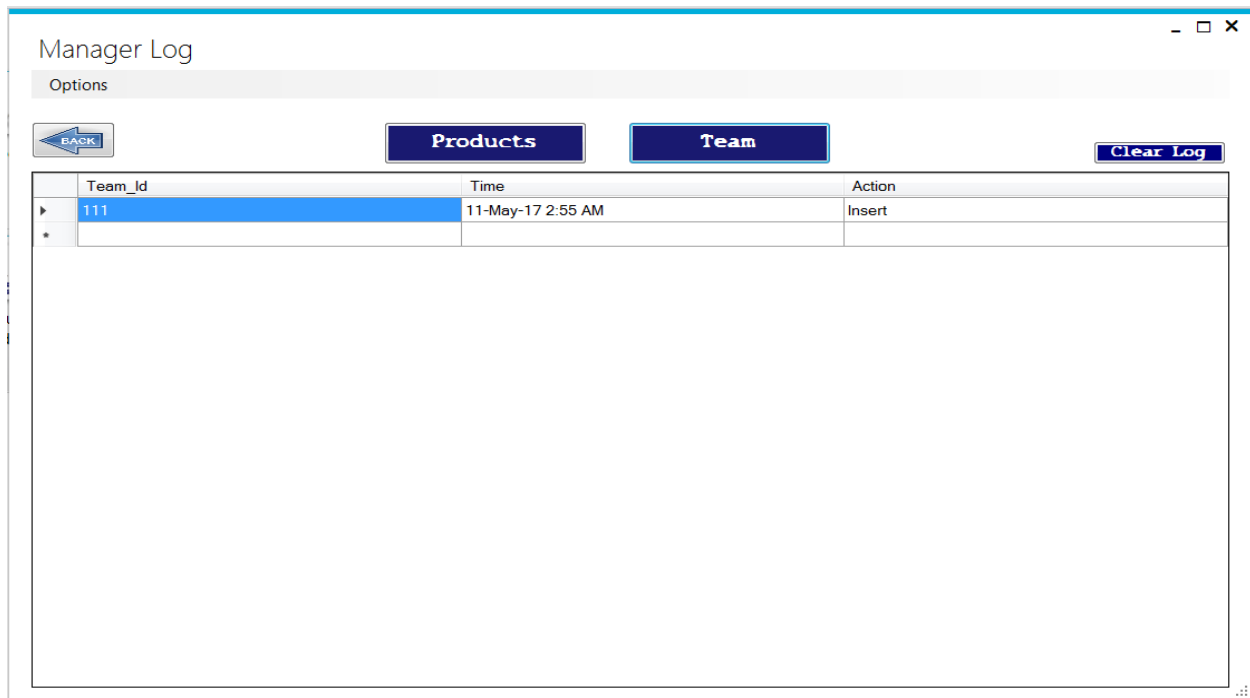 Manager Log
Options
BACK
Products Team
Clear Log
Team_Id Time Action
111 11-May-17 2:55 AM Insert